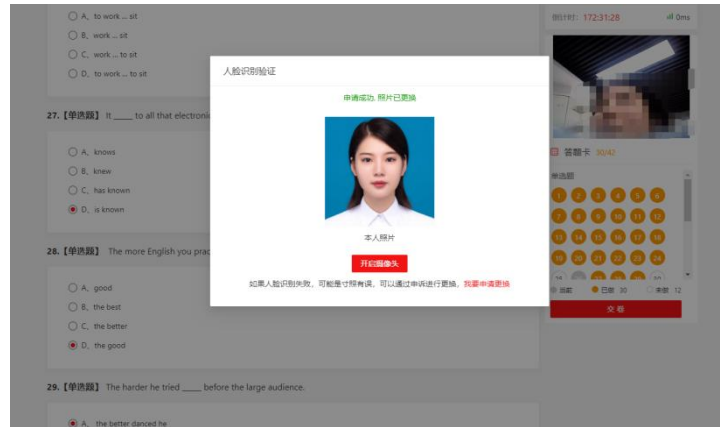 A、to work ... sit
B、work ... sit
C、work ... to sit
D、to work ... to sit
27.【单选题】 It ____ to all that electronic
A、knows
B、knew
C、has known
D、is known
28.【单选题】 The more English you prac
A、good
B、the best
C、the better
D、the good
29.【单选题】 The harder he tried ____ before the large audience.
A、the better danced he
人脸识别验证
申请成功, 照片已更换
本人照片
开启摄像头
如果人脸识别失败，可能是寸照有误，可以通过申诉进行更换，我要申请更换
倒计时：172:31:28
0ms
答题卡 30/42
单选题
1 2 3 4 5 6
7 8 9 10 11 12
13 14 15 16 17 18
19 20 21 22 23 24
当前 已做 30 未做 12
交卷